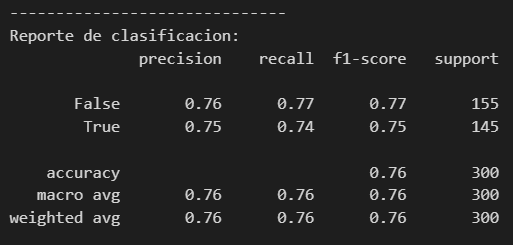 ------------------------------
Reporte de clasificacion:
              precision    recall  f1-score   support

       False       0.76      0.77      0.77       155
        True       0.75      0.74      0.75       145

    accuracy                           0.76       300
   macro avg       0.76      0.76      0.76       300
weighted avg       0.76      0.76      0.76       300